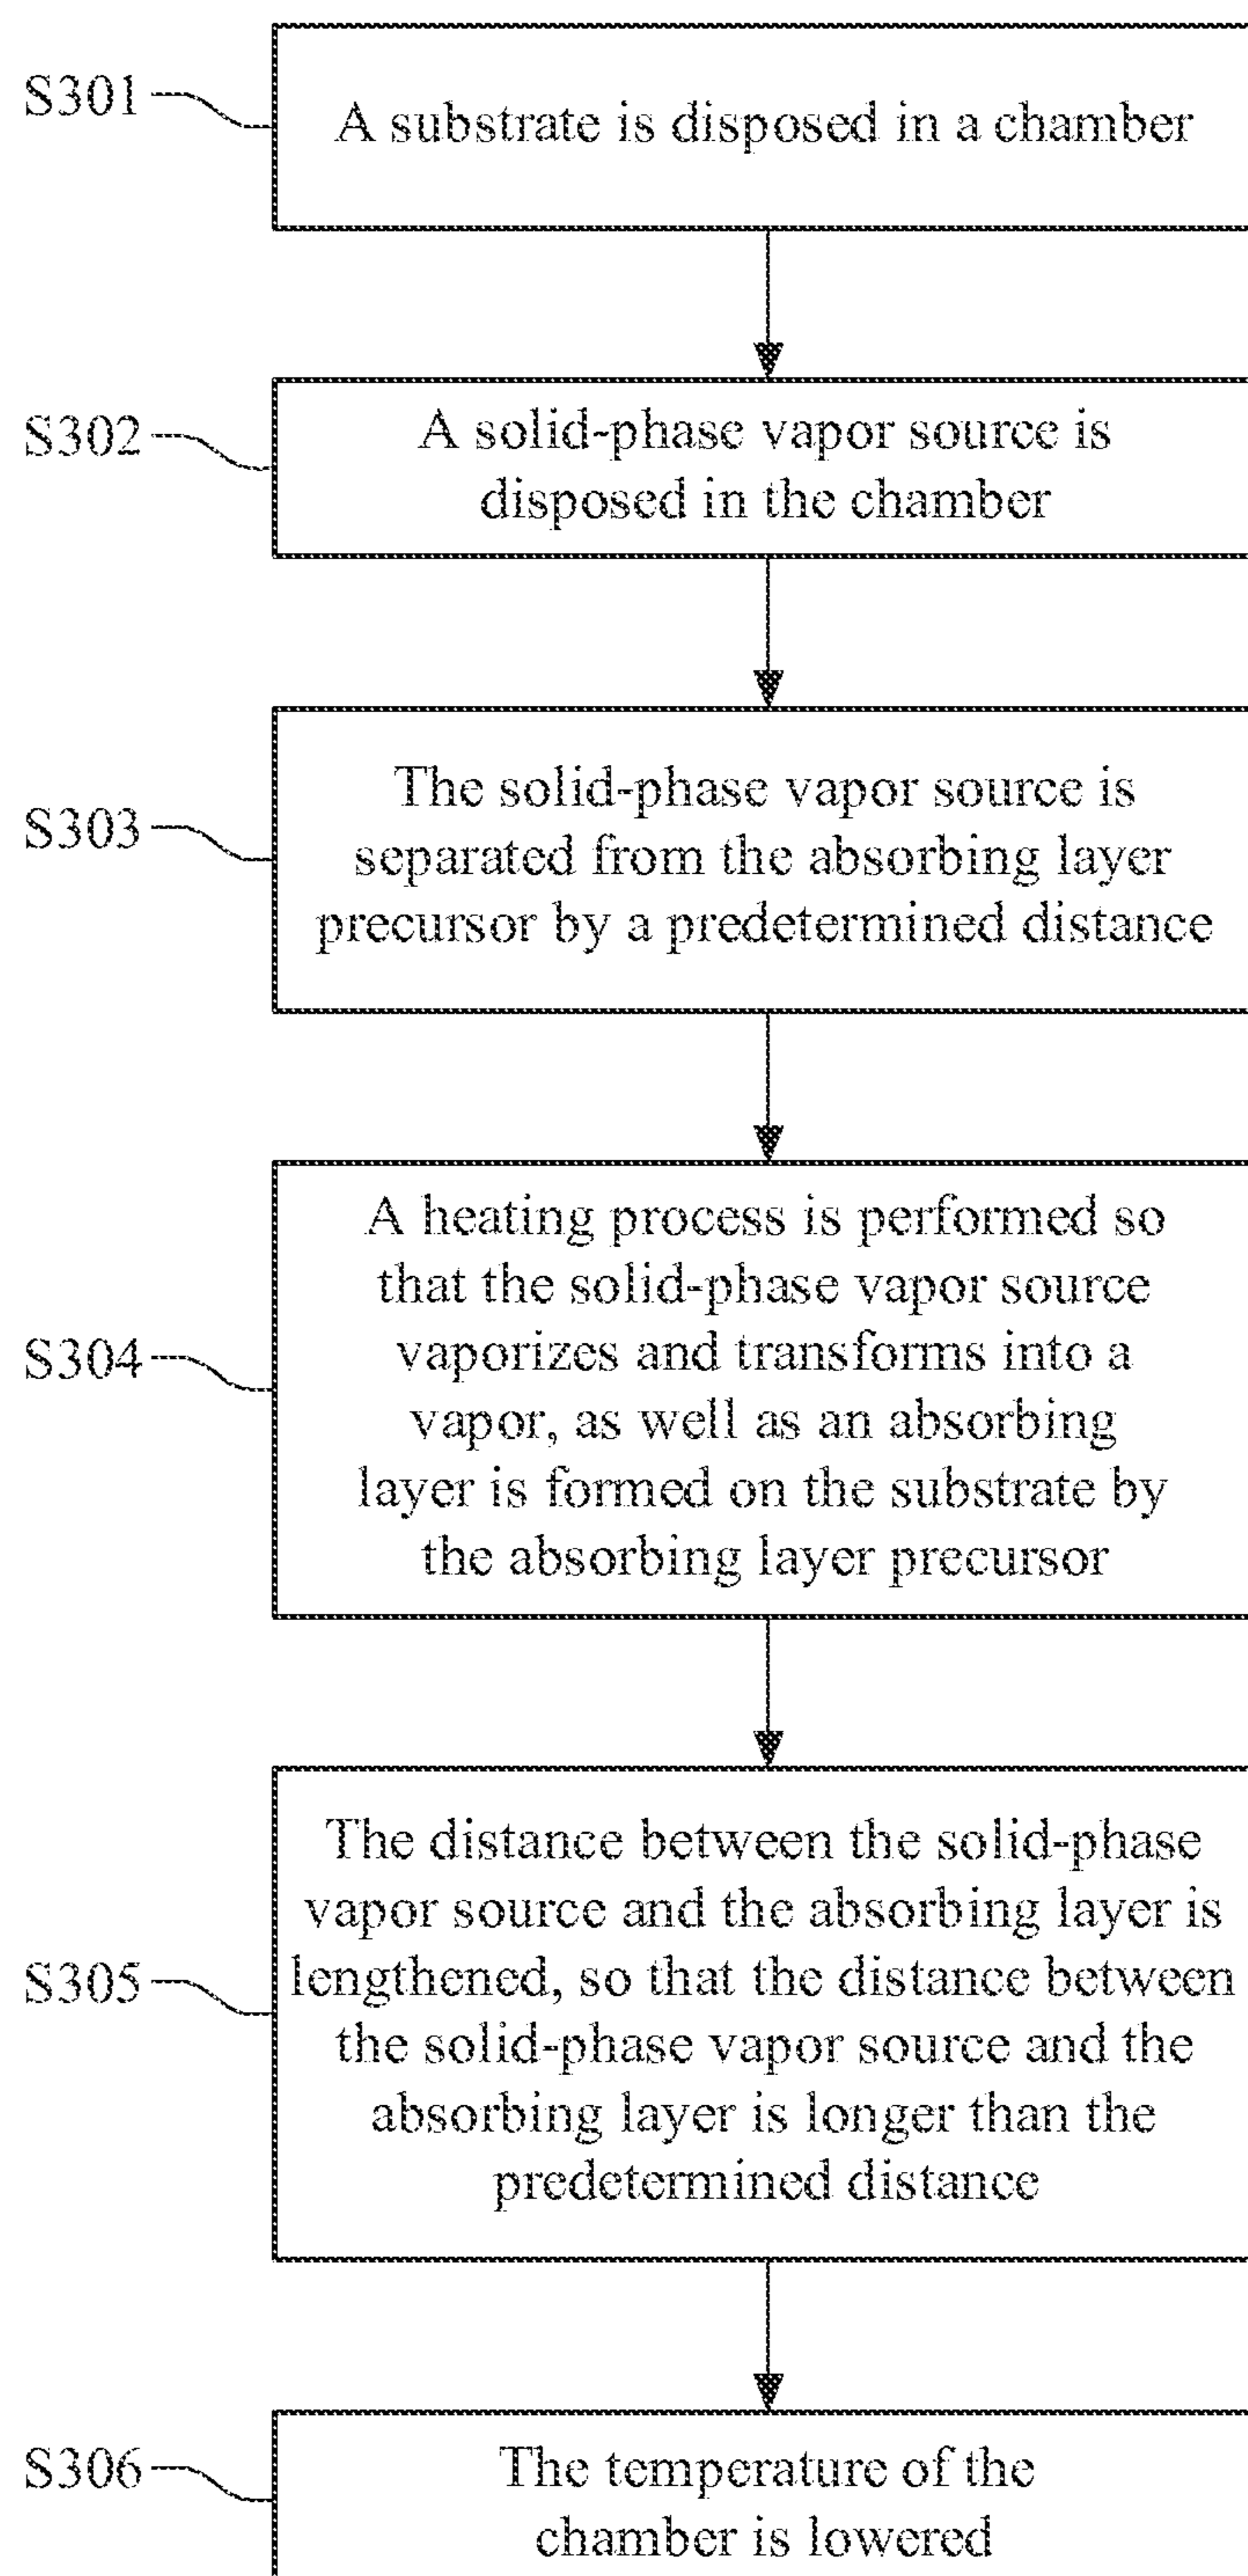 S301
A substrate is disposed in a chamber
S302
A solid-phase vapor source is
disposed in the chamber
S303
The solid-phase vapor source is
separated from the absorbing layer
precursor by a predetermined distance
S304
A heating process is performed so
that the solid-phase vapor source
vaporizes and transforms into a
vapor, as well as an absorbing
layer is formed on the substrate by
the absorbing layer precursor
S305
The distance between the solid-phase
vapor source and the absorbing layer is
lengthened, so that the distance between
the solid-phase vapor source and the
absorbing layer is longer than the
predetermined distance
S306
The temperature of the
chamber is lowered